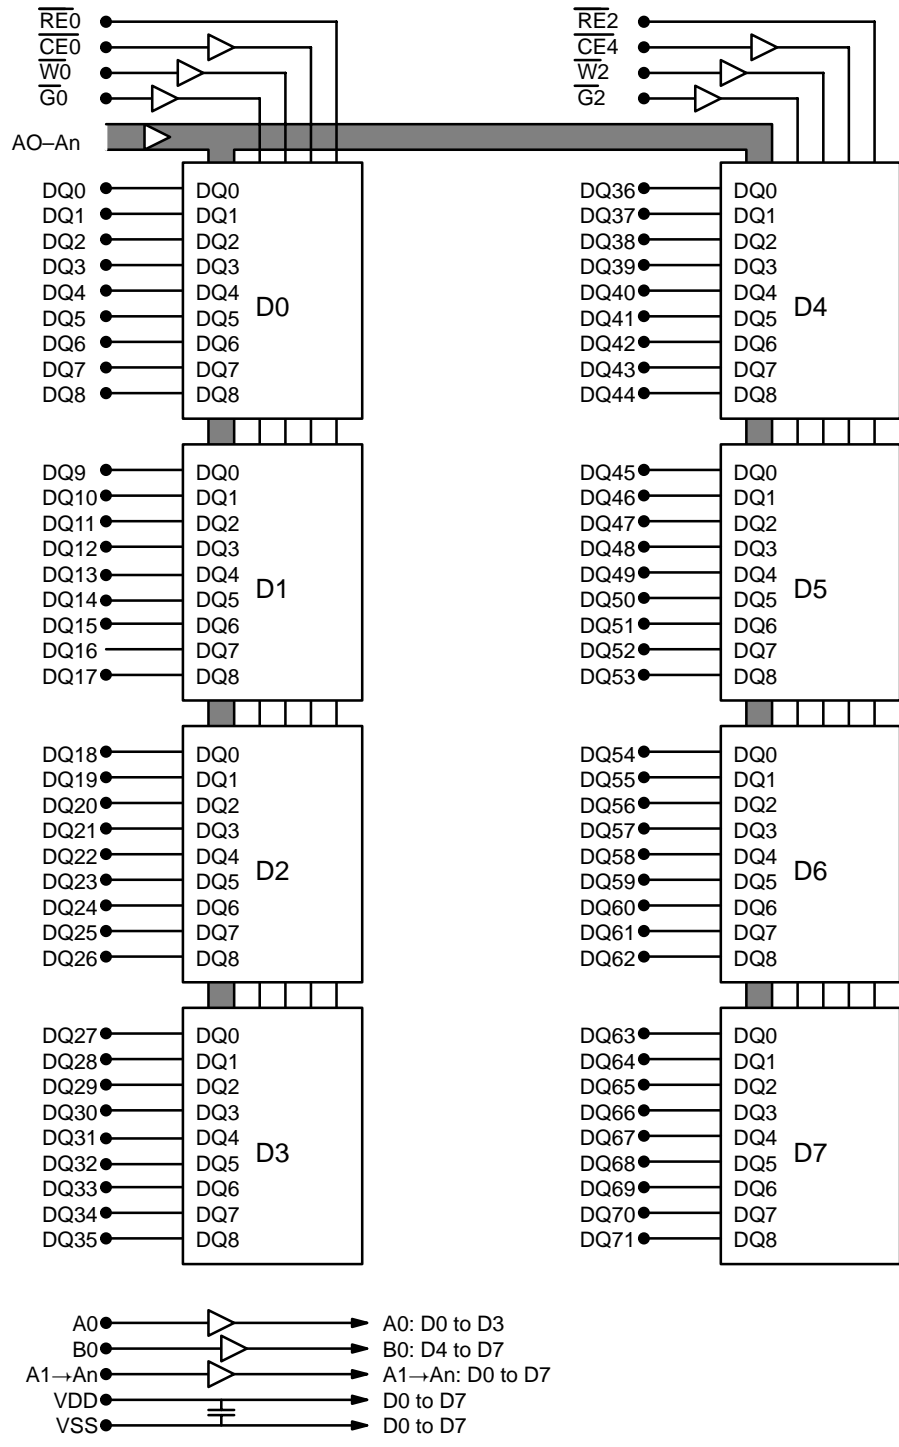 RE0
CE0
W0
G0
AO–An
RE2
CE4
W2
G2
DQ0 DQ0
DQ1 DQ1
DQ2 DQ2
DQ3 DQ3
DQ4 DQ4
DQ5 DQ5
DQ6 DQ6
DQ7 DQ7
DQ8 DQ8
D0
DQ36 DQ0
DQ37 DQ1
DQ38 DQ2
DQ39 DQ3
DQ40 DQ4
DQ41 DQ5
DQ42 DQ6
DQ43 DQ7
DQ44 DQ8
D4
DQ9 DQ0
DQ10 DQ1
DQ11 DQ2
DQ12 DQ3
DQ13 DQ4
DQ14 DQ5
DQ15 DQ6
DQ16 DQ7
DQ17 DQ8
D1
DQ45 DQ0
DQ46 DQ1
DQ47 DQ2
DQ48 DQ3
DQ49 DQ4
DQ50 DQ5
DQ51 DQ6
DQ52 DQ7
DQ53 DQ8
D5
DQ18 DQ0
DQ19 DQ1
DQ20 DQ2
DQ21 DQ3
DQ22 DQ4
DQ23 DQ5
DQ24 DQ6
DQ25 DQ7
DQ26 DQ8
D2
DQ54 DQ0
DQ55 DQ1
DQ56 DQ2
DQ57 DQ3
DQ58 DQ4
DQ59 DQ5
DQ60 DQ6
DQ61 DQ7
DQ62 DQ8
D6
DQ27 DQ0
DQ28 DQ1
DQ29 DQ2
DQ30 DQ3
DQ31 DQ4
DQ32 DQ5
DQ33 DQ6
DQ34 DQ7
DQ35 DQ8
D3
DQ63 DQ0
DQ64 DQ1
DQ65 DQ2
DQ66 DQ3
DQ67 DQ4
DQ68 DQ5
DQ69 DQ6
DQ70 DQ7
DQ71 DQ8
D7
A0 A0: D0 to D3
B0 B0: D4 to D7
A1→An A1→An: D0 to D7
VDD D0 to D7
VSS D0 to D7